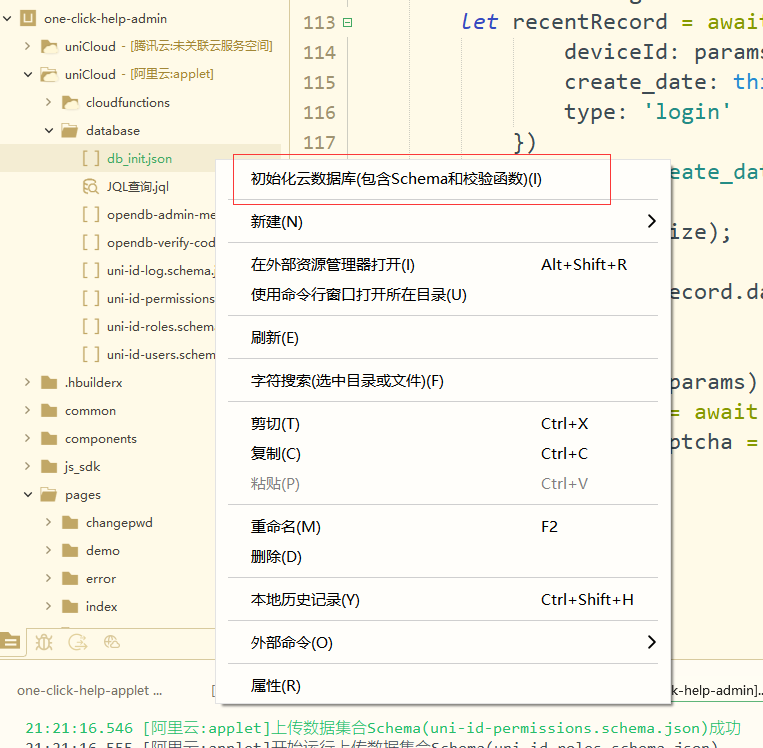 one-click-help-admin
uniCloud - [腾讯云:未关联云服务空间]
uniCloud - [阿里云:applet]
cloudfunctions
database
db_init.json
JQL查询.jql
opendb-admin-me
opendb-verify-cod
uni-id-log.schema.j
uni-id-permissions
uni-id-roles.schema
uni-id-users.schem
.hbuilderx
common
components
js_sdk
pages
changepwd
demo
error
index
113 let recentRecord = await
114 deviceId: params
115 create_date: thi
116 type: 'login'
117 })
eate_dat
ize);
ecord.da
params)
= await
ptcha =
初始化云数据库(包含Schema和校验函数)(I)
新建(N)
在外部资源管理器打开(I) Alt+Shift+R
使用命令行窗口打开所在目录(U)
刷新(E)
字符搜索(选中目录或文件)(F)
剪切(T) Ctrl+X
复制(C) Ctrl+C
粘贴(P) Ctrl+V
重命名(M) F2
删除(D)
本地历史记录(Y) Ctrl+Shift+H
外部命令(O)
属性(R)
one-click-help-applet ...
[
k-help-admin]..
21:21:16.546 [阿里云:applet]上传数据集合Schema(uni-id-permissions.schema.json)成功
21:21:16.555 [阿里云:applet]开始运行上传数据集合Schema(uni-id-roles.schema.json)